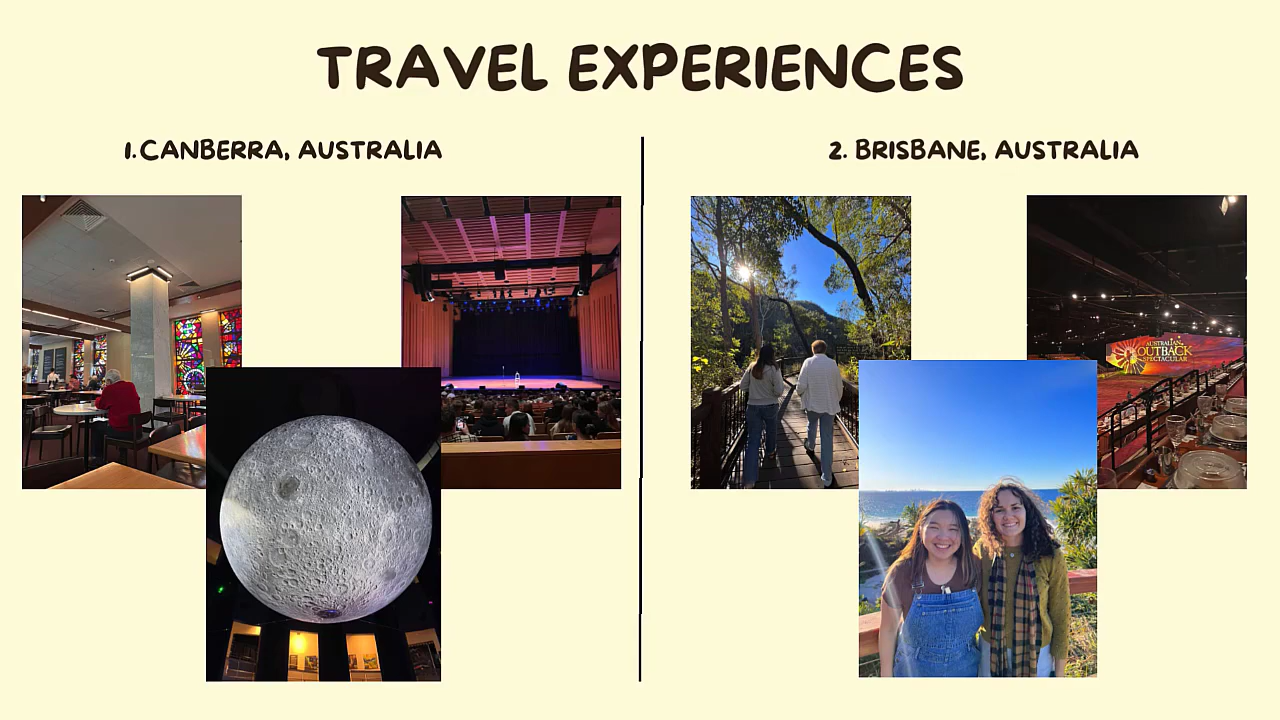 TRAVEL EXPERIENCES
1. CANBERRA, AUSTRALIA
2. BRISBANE, AUSTRALIA
AUSTRALIAN
OUTBACK
SPECTACULAR